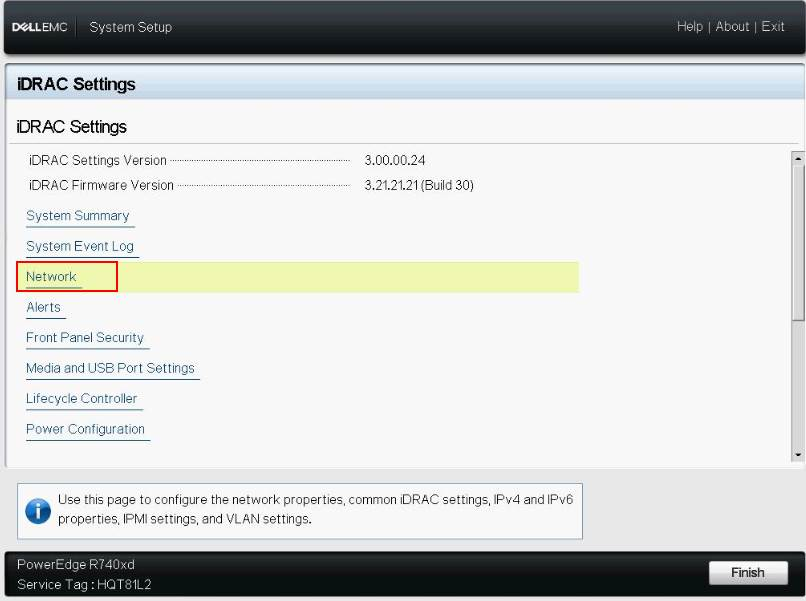 DELLEMC System Setup Help | About | Exit
iDRAC Settings
iDRAC Settings
iDRAC Settings Version 3.00.00.24
iDRAC Firmware Version 3.21.21.21 (Build 30)
System Summary
System Event Log
Network
Alerts
Front Panel Security
Media and USB Port Settings
Lifecycle Controller
Power Configuration
Use this page to configure the network properties, common iDRAC settings, IPv4 and IPv6
properties, IPMI settings, and VLAN settings.
PowerEdge R740xd
Service Tag : HQT81L2
Finish